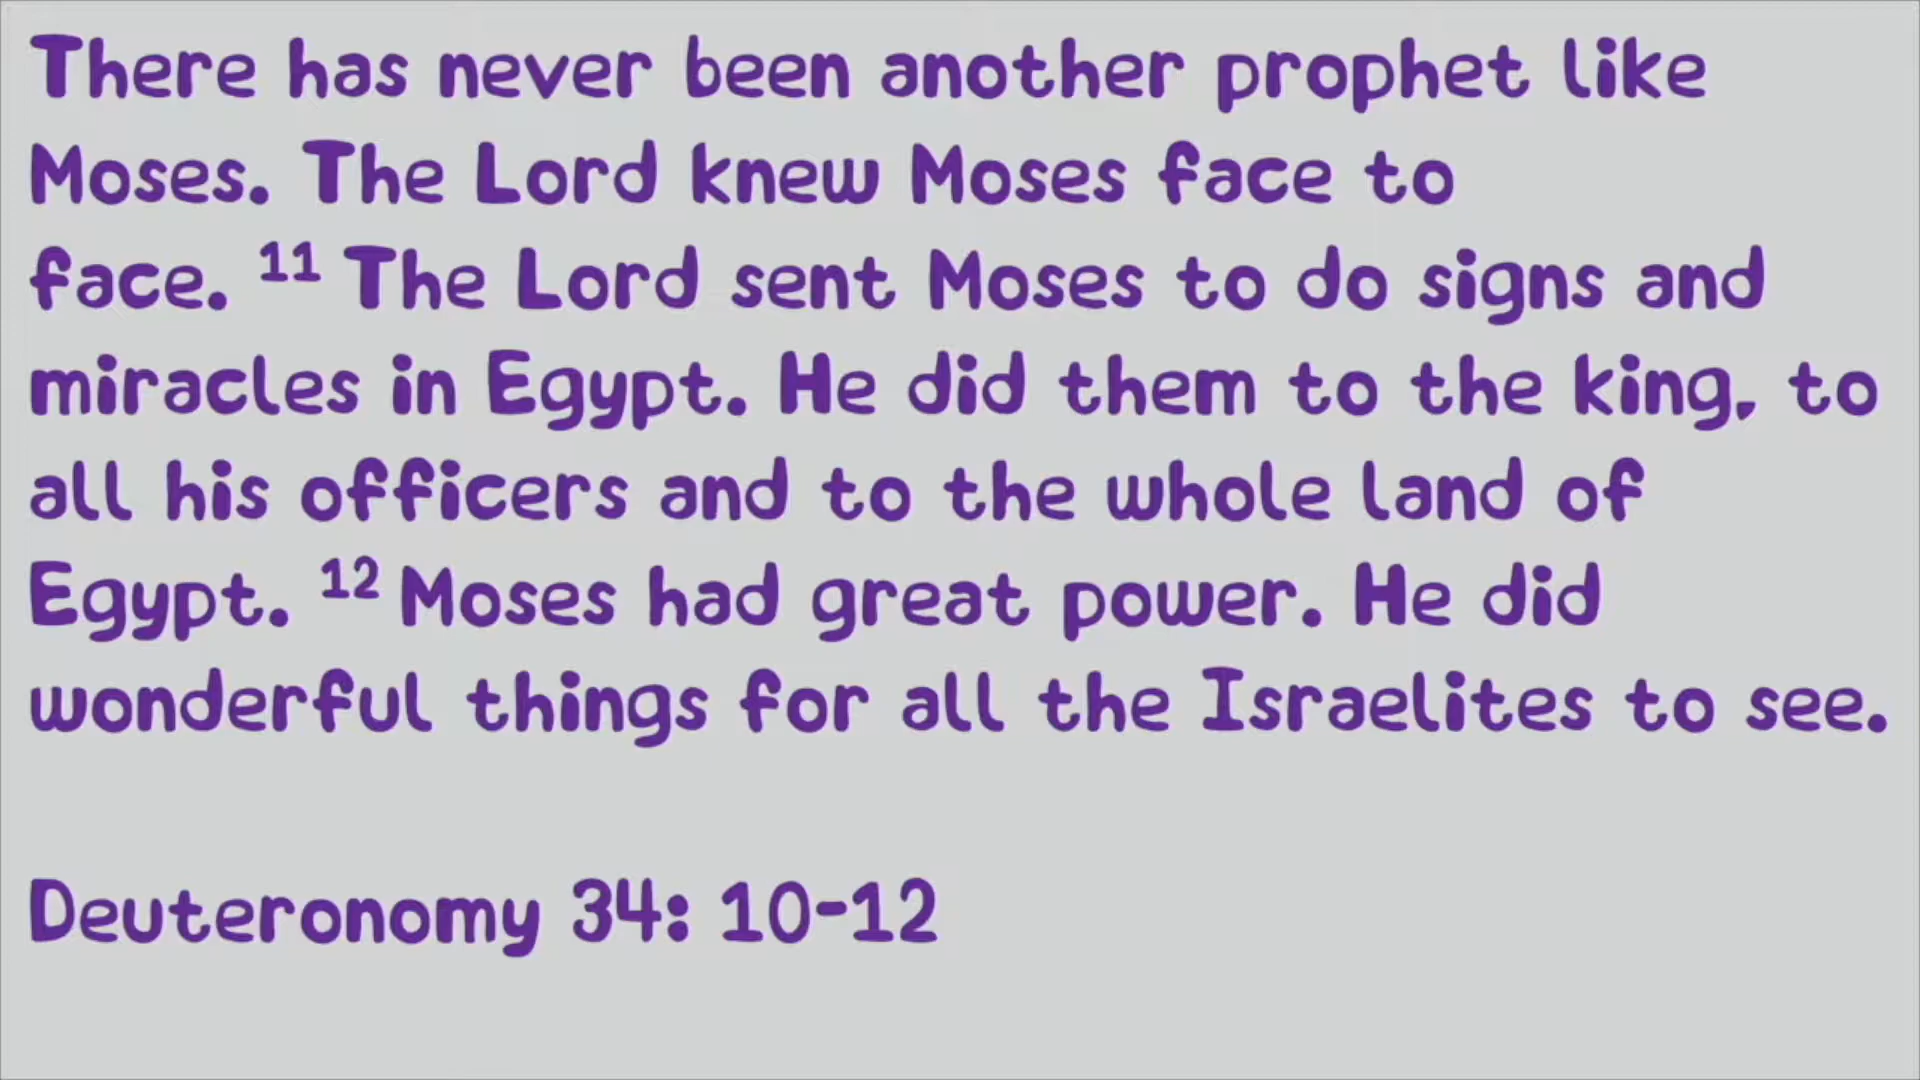 There has never been another prophet like
Moses. The Lord knew Moses face to
face. 11 The Lord sent Moses to do signs and
miracles in Egypt. He did them to the king, to
all his officers and to the whole land of
Egypt. 12 Moses had great power. He did
wonderful things for all the Israelites to see.
Deuteronomy 34: 10-12